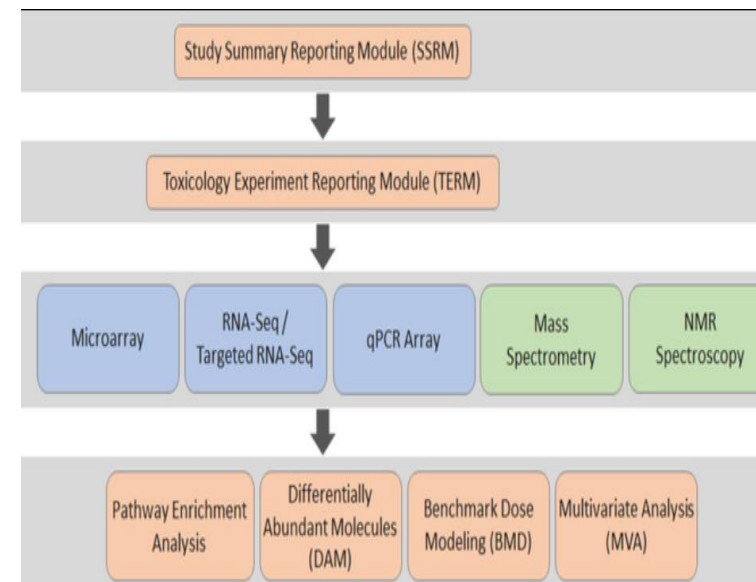 Study Summary Reporting Module (SSRM)
Toxicology Experiment Reporting Module (TERM)
Microarray
RNA-Seq /
Targeted RNA-Seq
qPCR Array
Mass
Spectrometry
NMR
Spectroscopy
Pathway Enrichment
Analysis
Differentially
Abundant Molecules
(DAM)
Benchmark Dose
Modeling (BMD)
Multivariate Analysis
(MVA)